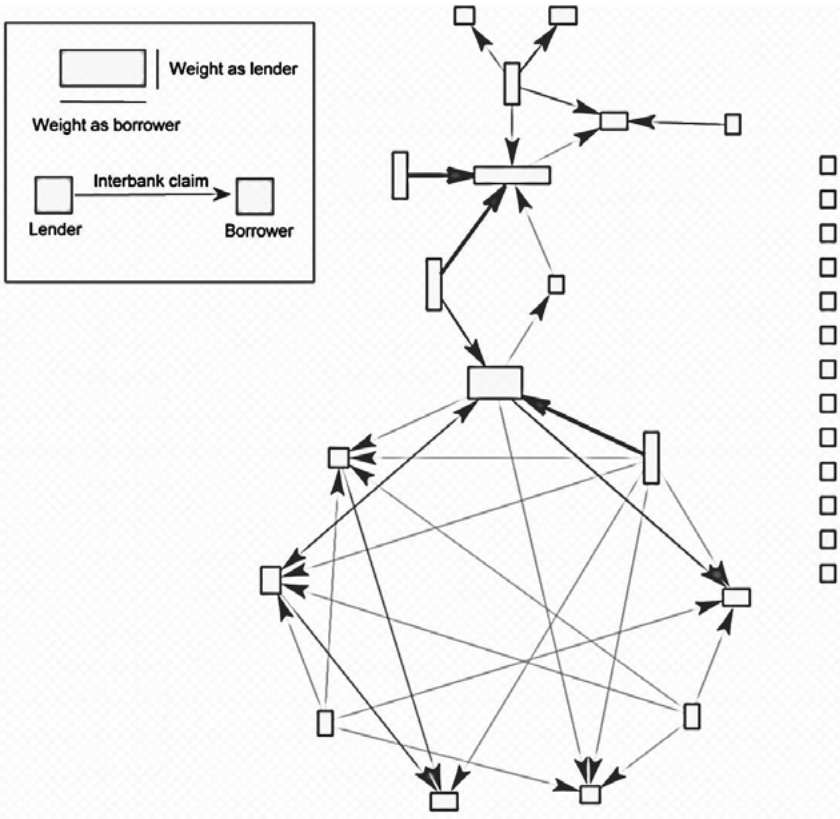 Weight as lender
Weight as borrower
Interbank claim
Lender
Borrower